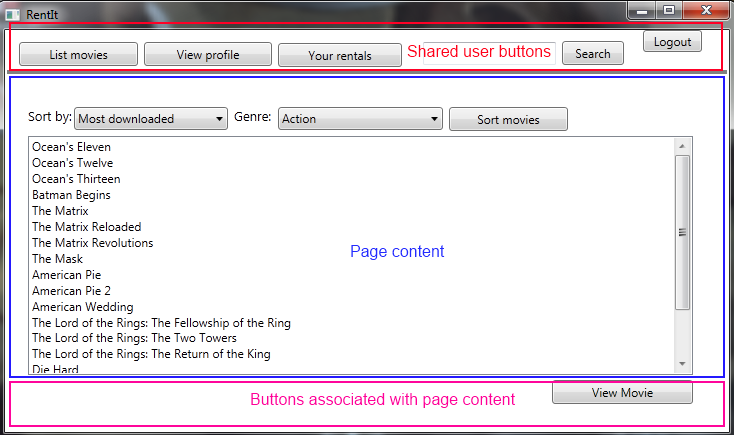 RentIt
List movies View profile Your rentals Shared user buttons Search Logout
Sort by: Most downloaded Genre: Action Sort movies
Ocean's Eleven
Ocean's Twelve
Ocean's Thirteen
Batman Begins
The Matrix
The Matrix Reloaded
The Matrix Revolutions
Page content
The Mask
American Pie
American Pie 2
American Wedding
The Lord of the Rings: The Fellowship of the Ring
The Lord of the Rings: The Two Towers
The Lord of the Rings: The Return of the King
Die Hard
View Movie
Buttons associated with page content